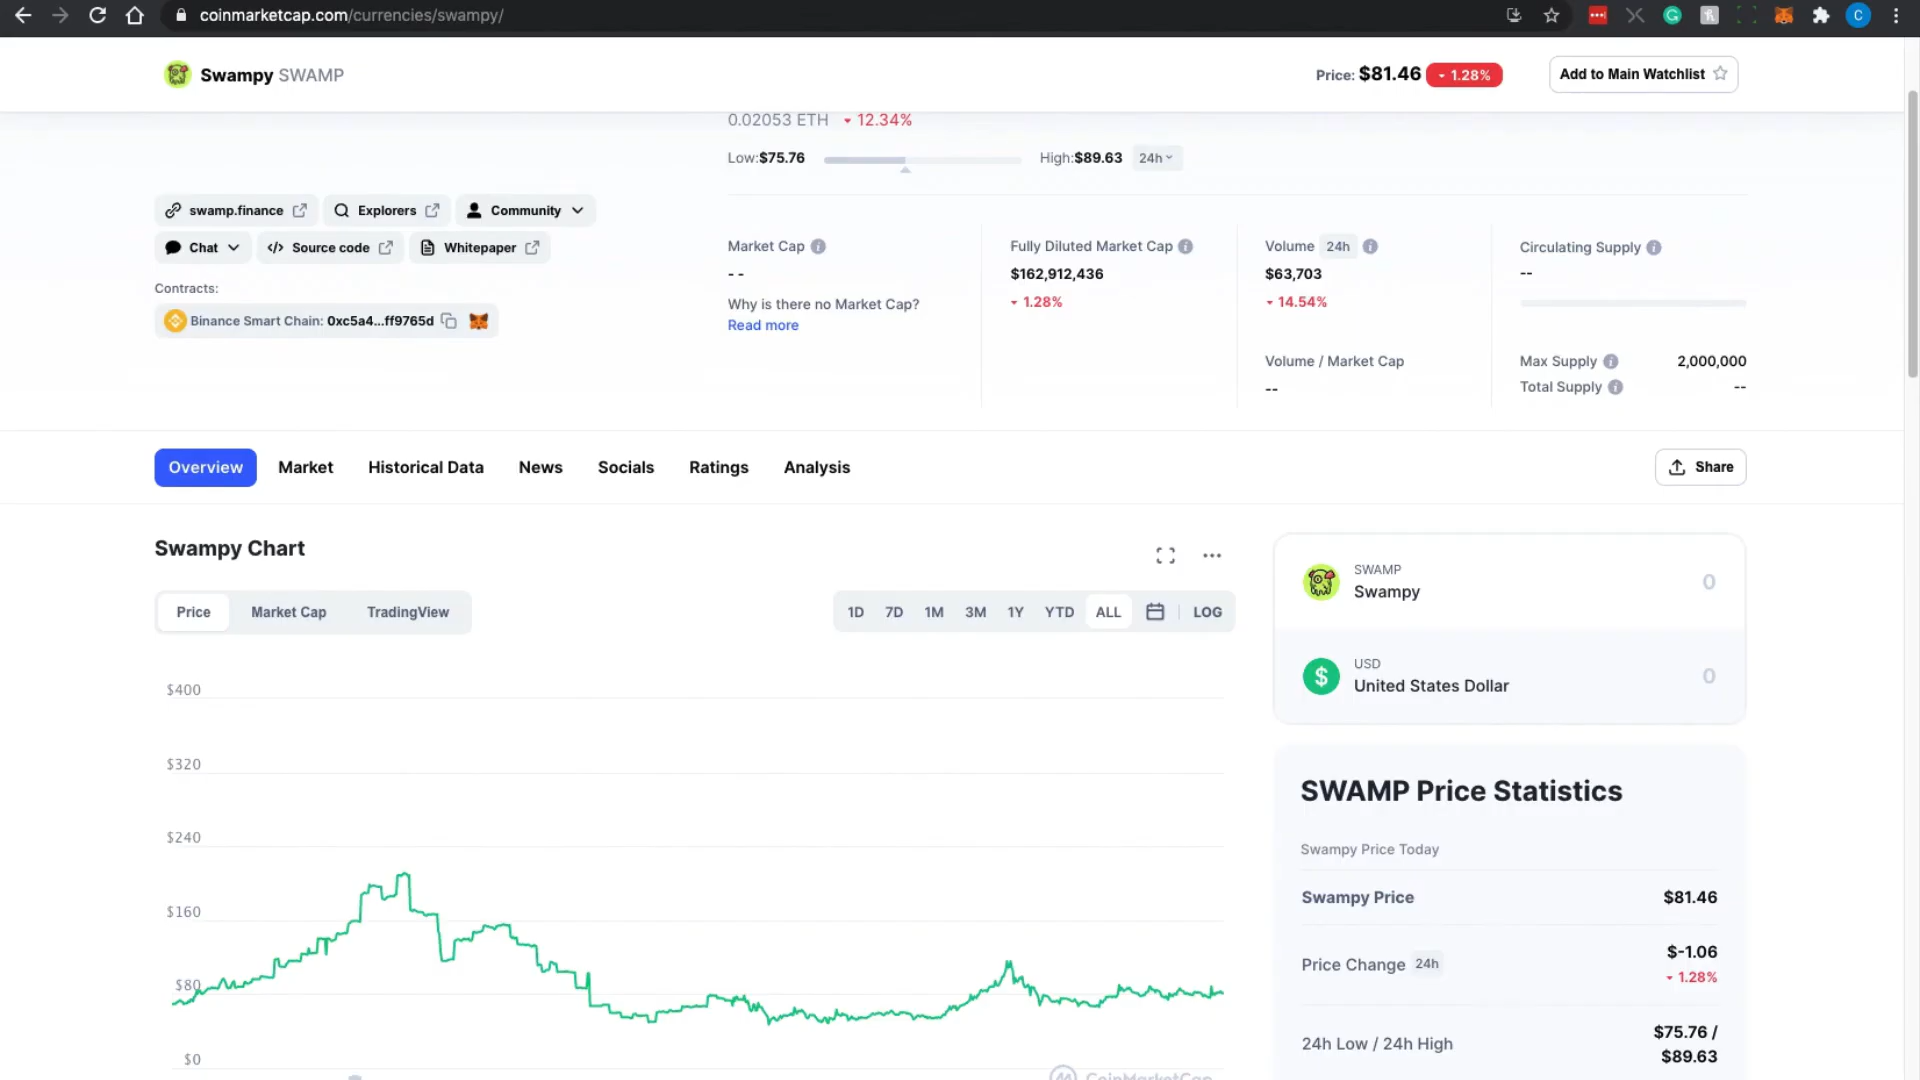 coinmarketcap.com/currencies/swampy/
C
Swampy SWAMP
Price: $81.46 1.28%
Add to Main Watchlist
0.02053 ETH 12.34%
Low:$75.76 High:$89.63 24h
swamp.finance Explorers Community
Chat Source code Whitepaper
Contracts:
Binance Smart Chain: 0xc5a4...ff9765d
Market Cap
- -
Why is there no Market Cap?
Read more
Fully Diluted Market Cap
$162,912,436
1.28%
Volume 24h
$63,703
14.54%
Volume / Market Cap
--
Circulating Supply
--
Max Supply 2,000,000
Total Supply --
Overview Market Historical Data News Socials Ratings Analysis
Share
Swampy Chart
Price Market Cap TradingView
1D 7D 1M 3M 1Y YTD ALL LOG
$400
$320
$240
$160
$80
$0
CoinMarketCap
SWAMP
Swampy 0
USD
United States Dollar 0
SWAMP Price Statistics
Swampy Price Today
Swampy Price $81.46
Price Change 24h $-1.06
1.28%
24h Low / 24h High $75.76 /
$89.63